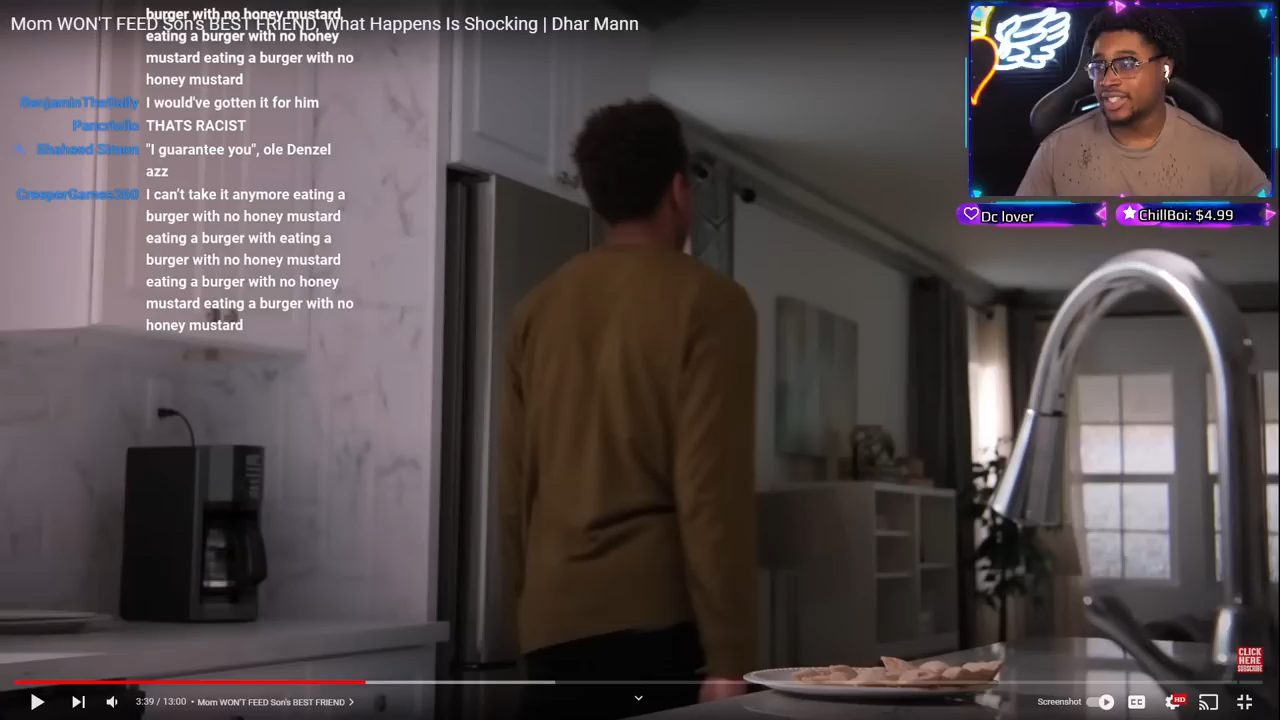 burger with no honey mustard
Mom WON'T FEED Son's BEST FRIEND, What Happens Is Shocking | Dhar Mann
eating a burger with no honey
mustard eating a burger with no
honey mustard
I would've gotten it for him
THATS RACIST
Shaheed Simon "I guarantee you", ole Denzel
azz
CreeperGames360 I can't take it anymore eating a
burger with no honey mustard
eating a burger with eating a
burger with no honey mustard
eating a burger with no honey
mustard eating a burger with no
honey mustard
Dc lover
ChillBoi: $4.99
CLICK
HERE
SUBSCRIBE
3:39 / 13:00 • Mom WON'T FEED Son's BEST FRIEND
Screenshot
CC
HD